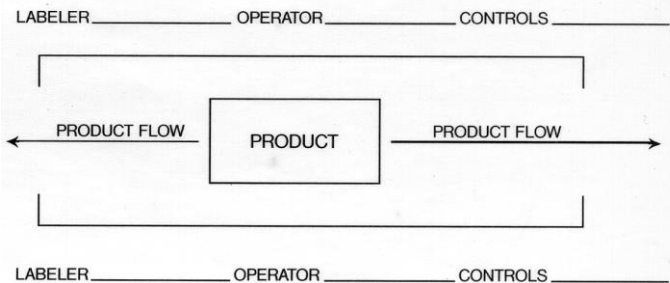 LABELER OPERATOR CONTROLS
PRODUCT FLOW PRODUCT PRODUCT FLOW
LABELER OPERATOR CONTROLS